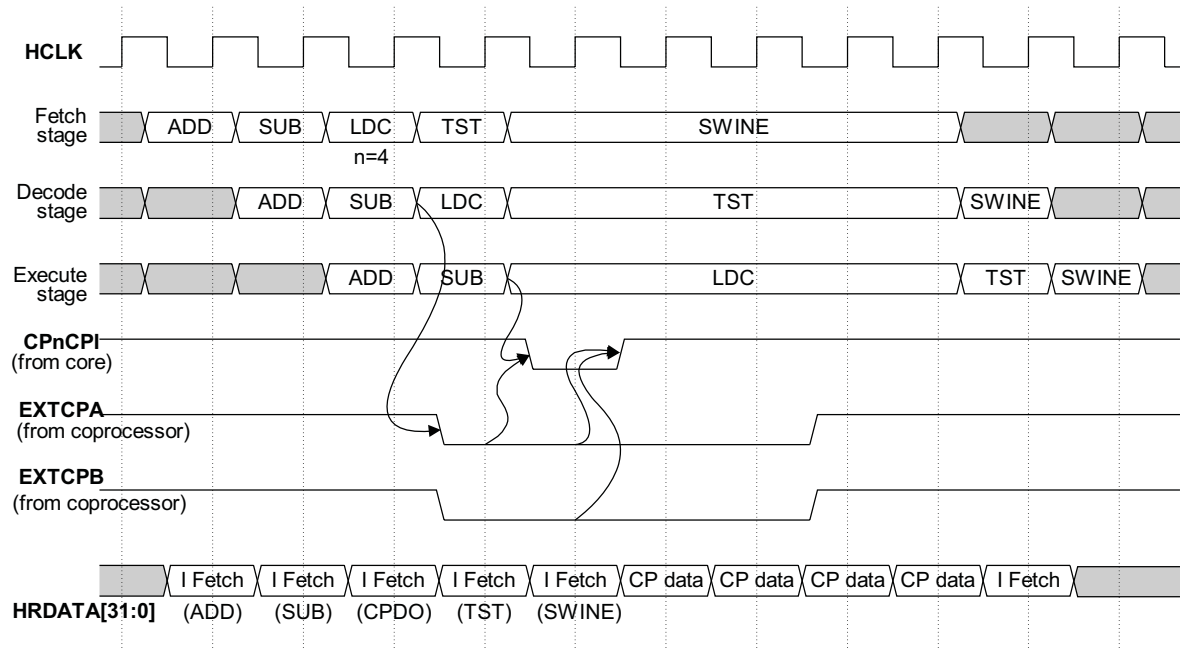 HCLK
Fetch
stage
ADD SUB LDC TST SWINE
n=4
Decode
stage
ADD SUB LDC TST SWINE
Execute
stage
ADD SUB LDC TST SWINE
CPnCPI
(from core)
EXTCPA
(from coprocessor)
EXTCPB
(from coprocessor)
I Fetch I Fetch I Fetch I Fetch I Fetch CP data CP data CP data CP data I Fetch
HRDATA[31:0] (ADD) (SUB) (CPDO) (TST) (SWINE)